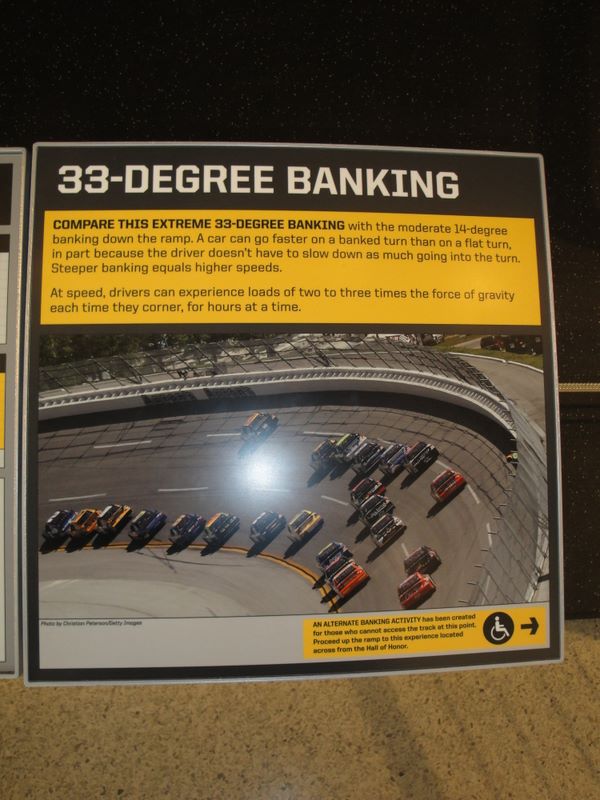 33-DEGREE BANKING
COMPARE THIS EXTREME 33-DEGREE BANKING with the moderate 14-degree
banking down the ramp. A car can go faster on a banked turn than on a flat turn,
in part because the driver doesn't have to slow down as much going into the turn.
Steeper banking equals higher speeds.
At speed, drivers can experience loads of two to three times the force of gravity
each time they corner, for hours at a time.
Photo by Christian Peterson/Getty Images
AN ALTERNATE BANKING ACTIVITY has been created
for those who cannot access the track at this point.
Proceed up the ramp to this experience located
across from the Hall of Honor.